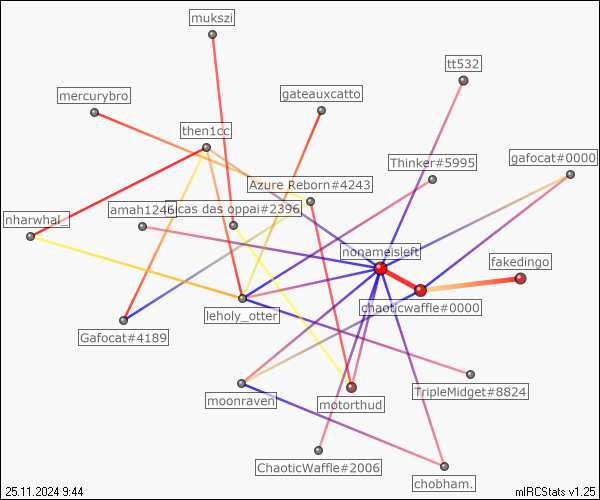 mukszi
tt532
mercurybro
gateauxcatto
then1cc
Thinker#5995
gafocat#0000
Azure Reborn#4243
amah1246
icas das oppai#2396
nharwhal_
nonameisleft
fakedingo
chaoticwaffle#0000
leholy_otter
Gafocat#4189
TripleMidget#8824
moonraven
motorthud
ChaoticWaffle#2006
chobham.
25.11.2024 9:44
mIRCStats v1.25